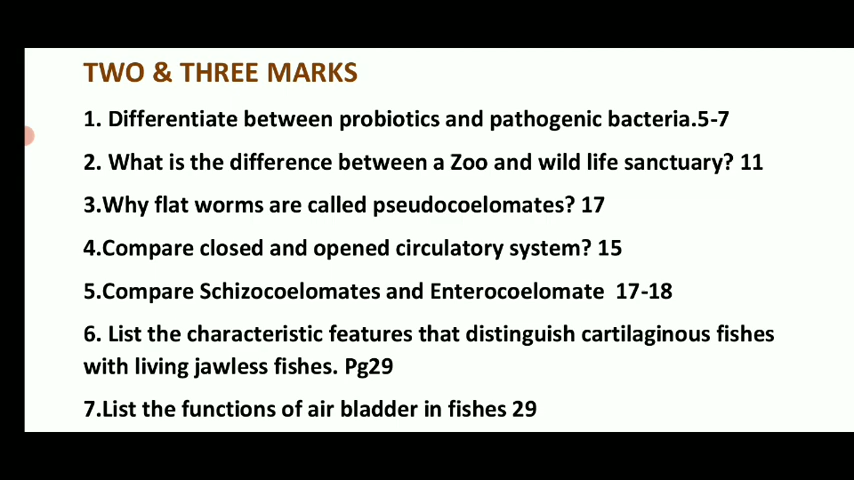 TWO & THREE MARKS
1. Differentiate between probiotics and pathogenic bacteria.5-7
2. What is the difference between a Zoo and wild life sanctuary? 11
3.Why flat worms are called pseudocoelomates? 17
4.Compare closed and opened circulatory system? 15
5.Compare Schizocoelomates and Enterocoelomate  17-18
6. List the characteristic features that distinguish cartilaginous fishes
with living jawless fishes. Pg29
7.List the functions of air bladder in fishes 29